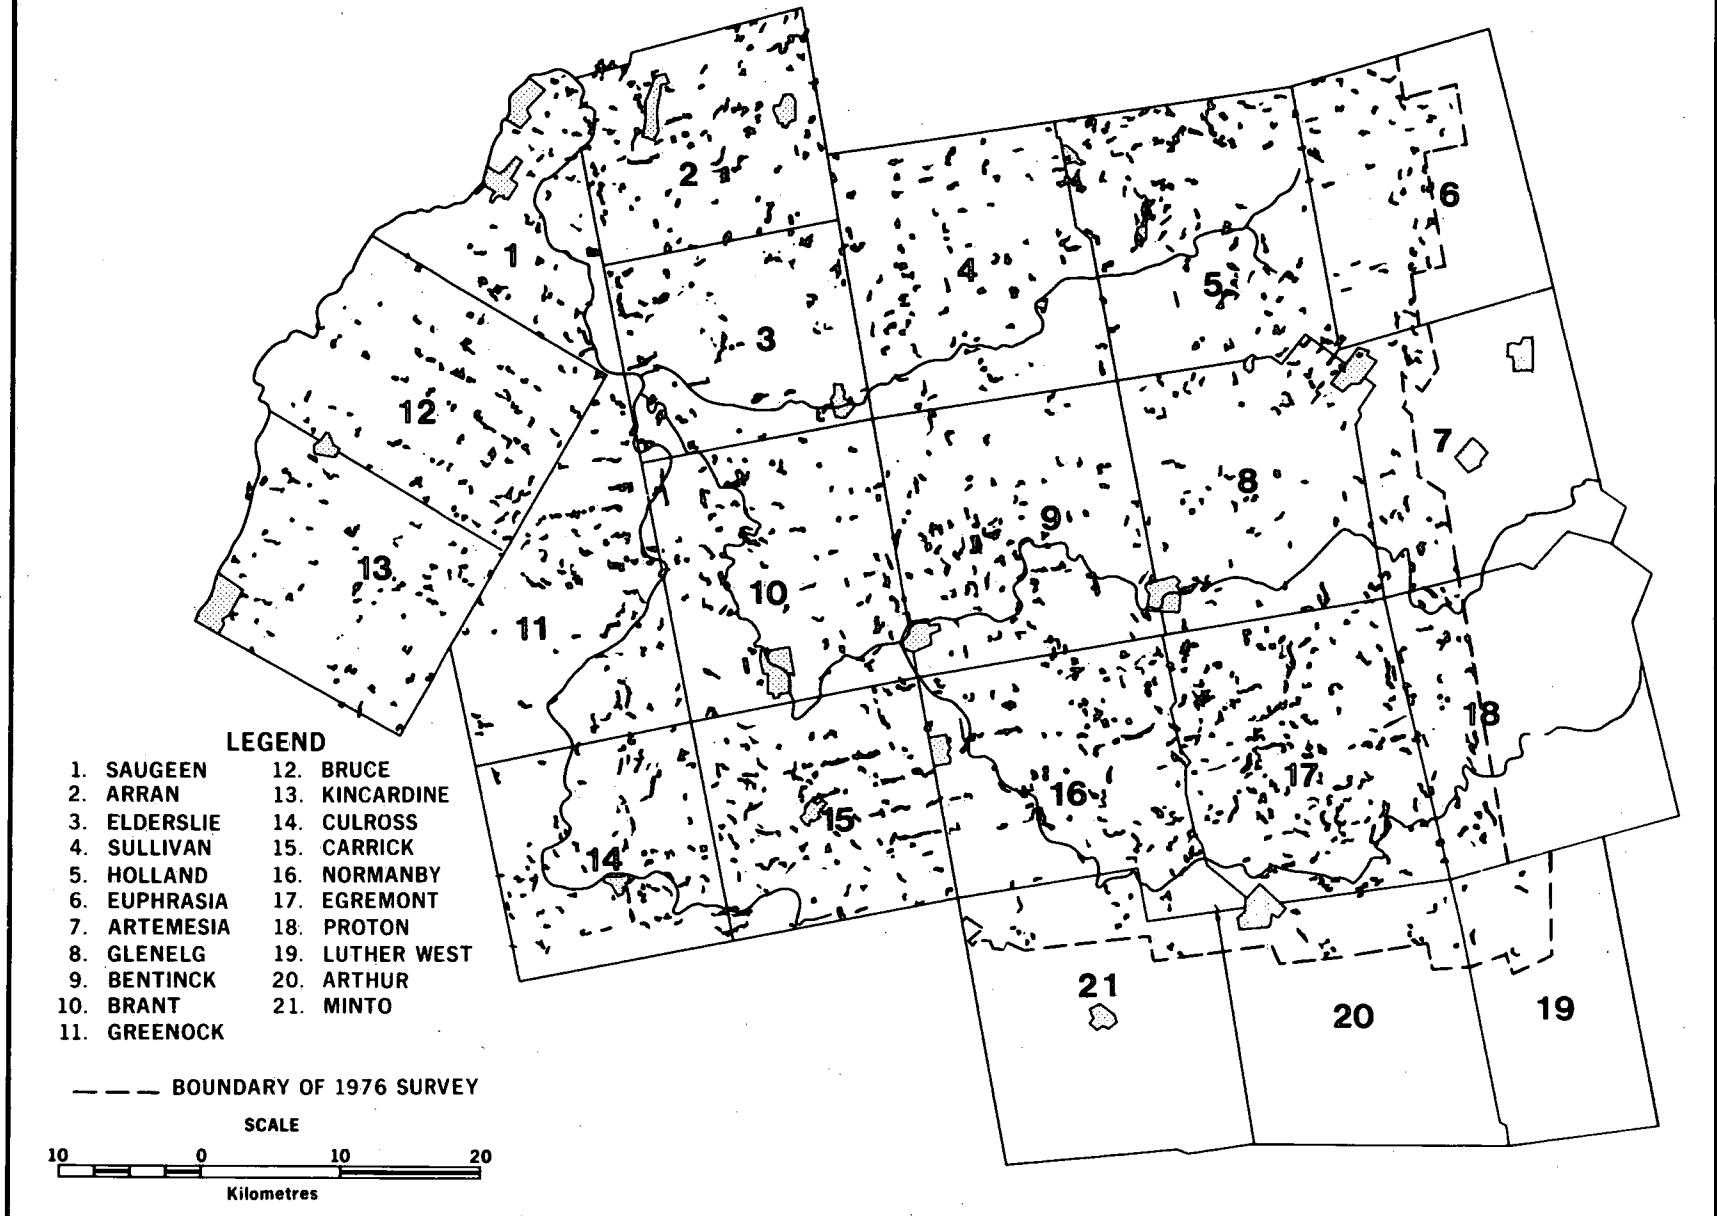 2
6
1
4
5
3
12
7
8
9
13
10
11
18
17
16
15
14
21
20
19
LEGEND
1. SAUGEEN 12. BRUCE
2. ARRAN 13. KINCARDINE
3. ELDERSLIE 14. CULROSS
4. SULLIVAN 15. CARRICK
5. HOLLAND 16. NORMANBY
6. EUPHRASIA 17. EGREMONT
7. ARTEMESIA 18. PROTON
8. GLENELG 19. LUTHER WEST
9. BENTINCK 20. ARTHUR
10. BRANT 21. MINTO
11. GREENOCK
BOUNDARY OF 1976 SURVEY
SCALE
10 0 10 20
Kilometres